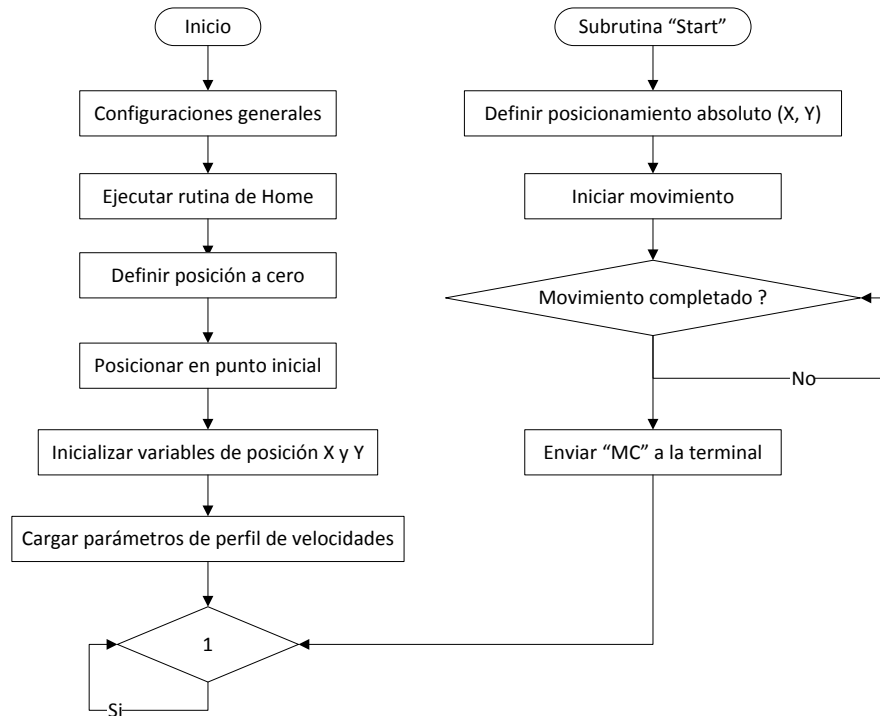 Inicio
Configuraciones generales
Ejecutar rutina de Home
Definir posición a cero
Posicionar en punto inicial
Inicializar variables de posición X y Y
Cargar parámetros de perfil de velocidades
1
Si
Subrutina “Start”
Definir posicionamiento absoluto (X, Y)
Iniciar movimiento
Movimiento completado ?
No
Enviar “MC” a la terminal